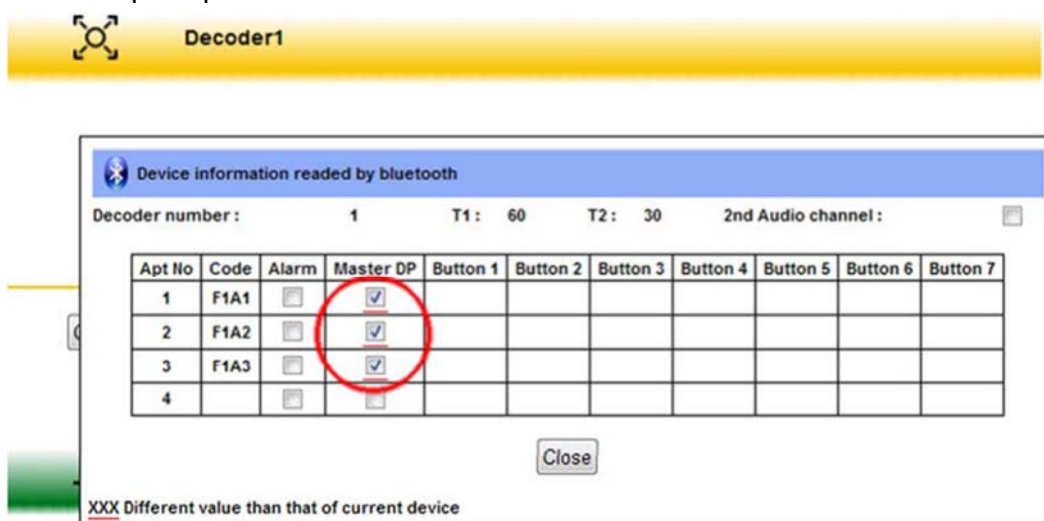 Decoder1
Device information readed by bluetooth
Decoder number : 1 T1 : 60 T2 : 30 2nd Audio channel :
Apt No Code Alarm Master DP Button 1 Button 2 Button 3 Button 4 Button 5 Button 6 Button 7
1 F1A1
2 F1A2
3 F1A3
4
Close
XXX Different value than that of current device